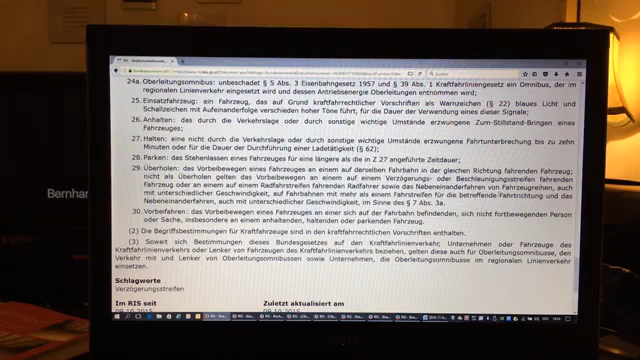 24a. Oberleitungsomnibus: unbeschadet § 5 Abs. 3 Eisenbahngesetz 1957 und § 39 Abs. 1 Kraftfahrliniengesetz ein Omnibus, der im
regionalen Linienverkehr eingesetzt wird und dessen Antriebsenergie Oberleitungen entnommen wird;
25. Einsatzfahrzeug: ein Fahrzeug, das auf Grund kraftfahrrechtlicher Vorschriften als Warnzeichen (§ 22) blaues Licht und
Schallzeichen mit Aufeinanderfolge verschieden hoher Töne führt, für die Dauer der Verwendung eines dieser Signale;
26. Anhalten: das durch die Verkehrslage oder durch sonstige wichtige Umstände erzwungene Zum-Stillstand-Bringen eines
Fahrzeuges;
27. Halten: eine nicht durch die Verkehrslage oder durch sonstige wichtige Umstände erzwungene Fahrtunterbrechung bis zu zehn
Minuten oder für die Dauer der Durchführung einer Ladetätigkeit (§ 62);
28. Parken: das Stehenlassen eines Fahrzeuges für eine längere als die in Z 27 angeführte Zeitdauer;
29. Überholen: das Vorbeibewegen eines Fahrzeuges an einem auf derselben Fahrbahn in der gleichen Richtung fahrenden Fahrzeug;
nicht als Überholen gelten das Vorbeibewegen an einem auf einem Verzögerungs- oder Beschleunigungsstreifen fahrenden
Fahrzeug oder an einem auf einem Radfahrstreifen fahrenden Radfahrer sowie das Nebeneinanderfahren von Fahrzeugreihen, auch
mit unterschiedlicher Geschwindigkeit, auf Fahrbahnen mit mehr als einem Fahrstreifen für die betreffende Fahrtrichtung und das
Nebeneinanderfahren, auch mit unterschiedlicher Geschwindigkeit, im Sinne des § 7 Abs. 3a.
30. Vorbeifahren: das Vorbeibewegen eines Fahrzeuges an einer sich auf der Fahrbahn befindenden, sich nicht fortbewegenden Person
oder Sache, insbesondere an einem anhaltenden, haltenden oder parkenden Fahrzeug.
(2) Die Begriffsbestimmungen für Kraftfahrzeuge sind in den kraftfahrrechtlichen Vorschriften enthalten.
(3) Soweit sich Bestimmungen dieses Bundesgesetzes auf den Kraftfahrlinienverkehr, Unternehmen oder Fahrzeuge des
Kraftfahrlinienverkehrs oder Lenker von Fahrzeugen des Kraftfahrlinienverkehrs beziehen, gelten diese auch für Oberleitungsomnibusse, den
Verkehr mit und Lenker von Oberleitungsomnibussen sowie Unternehmen, die Oberleitungsomnibusse im regionalen Linienverkehr
einsetzen.
Schlagworte
Verzögerungsstreifen
Im RIS seit
Zuletzt aktualisiert am
09.10.2015
09.10.2015
Bernhar